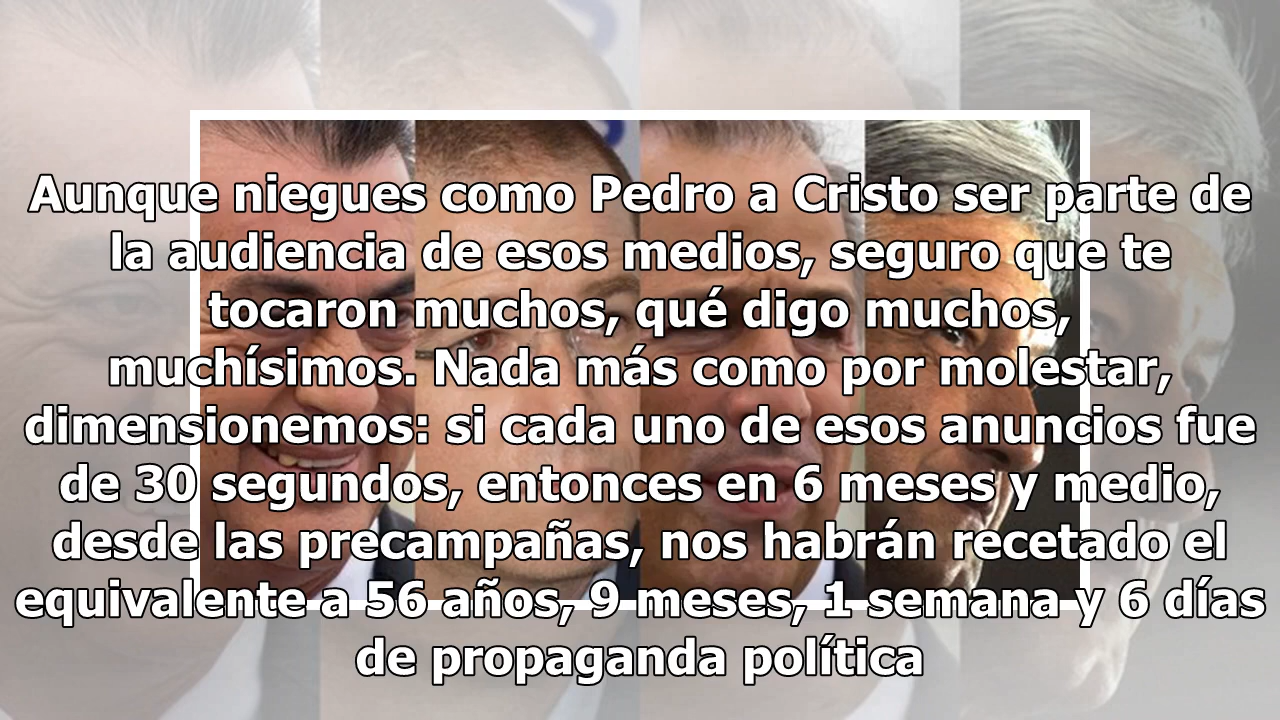 Aunque niegues como Pedro a Cristo ser parte de
la audiencia de esos medios, seguro que te
tocaron muchos, qué digo muchos,
muchísimos. Nada más como por molestar,
dimensionemos: si cada uno de esos anuncios fue
de 30 segundos, entonces en 6 meses y medio,
desde las precampañas, nos habrán recetado el
equivalente a 56 años, 9 meses, 1 semana y 6 días
de propaganda política